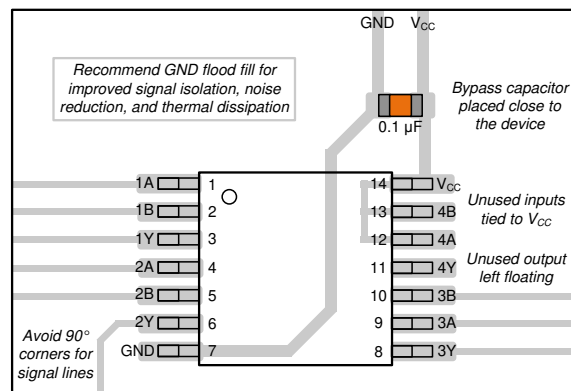 GND VCC
Recommend GND flood fill for
improved signal isolation, noise
reduction, and thermal dissipation
Bypass capacitor
placed close to
the device
0.1 µF
1A 1 14 VCC
1B 2 13 4B
1Y 3 12 4A
2A 4 11 4Y
2B 5 10 3B
2Y 6 9 3A
GND 7 8 3Y
Unused inputs
tied to VCC
Unused output
left floating
Avoid 90°
corners for
signal lines